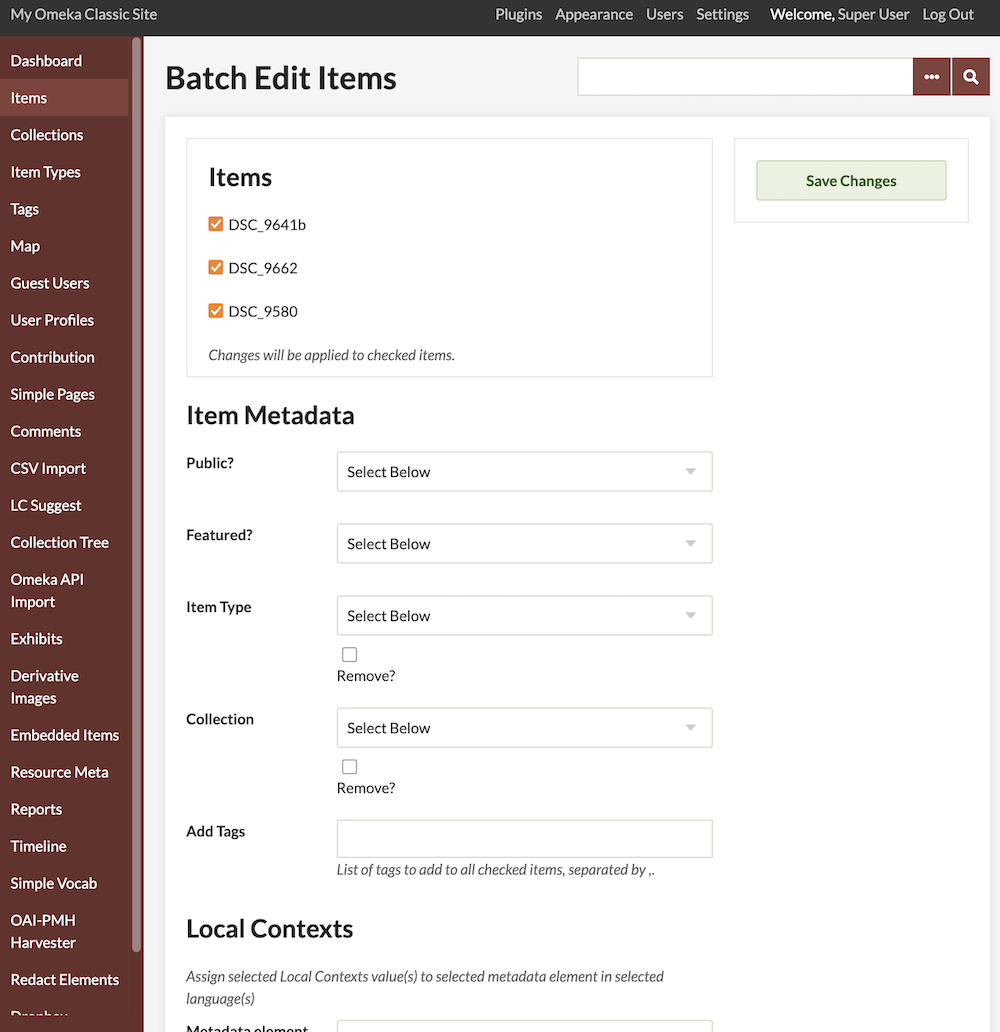 My Omeka Classic Site
Plugins Appearance Users Settings Welcome, Super User Log Out
Dashboard
Items
Collections
Item Types
Tags
Map
Guest Users
User Profiles
Contribution
Simple Pages
Comments
CSV Import
LC Suggest
Collection Tree
Omeka API
Import
Exhibits
Derivative
Images
Embedded Items
Resource Meta
Reports
Timeline
Simple Vocab
OAI-PMH
Harvester
Redact Elements
Dropbox
Batch Edit Items
Items
DSC_9641b
DSC_9662
DSC_9580
Changes will be applied to checked items.
Save Changes
Item Metadata
Public?
Select Below
Featured?
Select Below
Item Type
Select Below
Remove?
Collection
Select Below
Remove?
Add Tags
List of tags to add to all checked items, separated by ,.
Local Contexts
Assign selected Local Contexts value(s) to selected metadata element in selected
language(s)
Metadata element